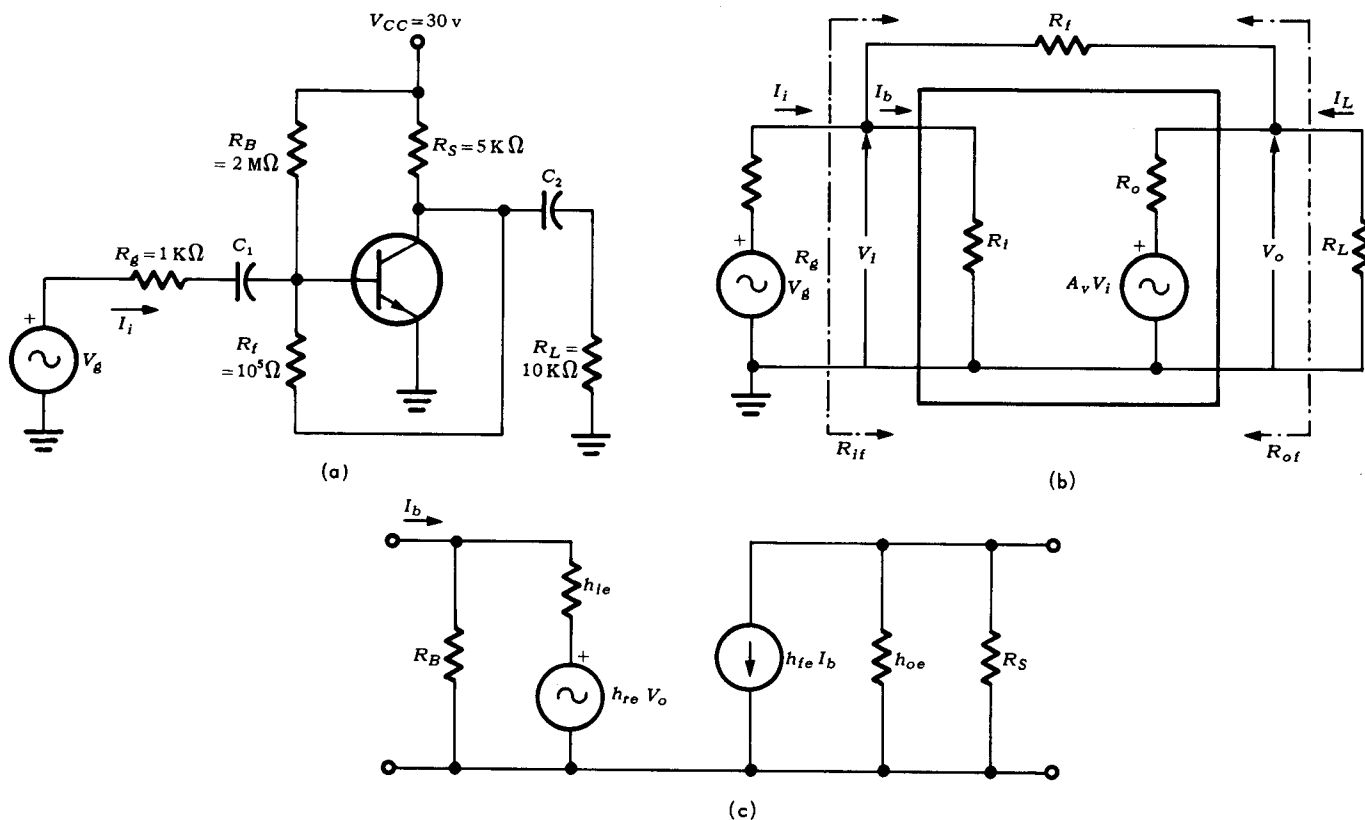 V_CC = 30 v
R_B = 2 MΩ
R_S = 5 KΩ
C_2
R_g = 1 KΩ
C_1
I_i
V_g
R_f = 10⁵Ω
R_L = 10 KΩ
(a)
R_f
I_i
I_b
I_L
R_o
R_i
V_i
R_g
V_g
A_v V_i
V_o
R_L
R_if
R_of
(b)
I_b
h_ie
R_B
h_re V_o
h_fe I_b
h_oe
R_S
(c)